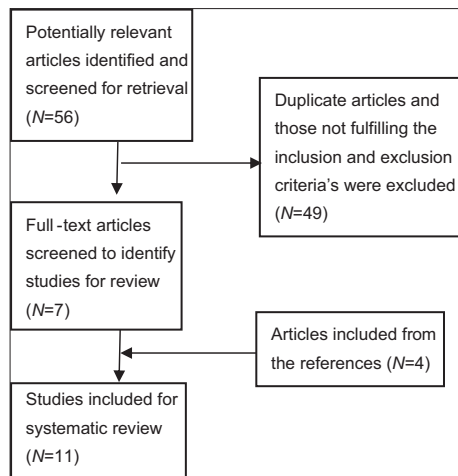 Potentially relevant
articles identified and
screened for retrieval
(N=56)
Duplicate articles and
those not fulfilling the
inclusion and exclusion
criteria's were excluded
(N=49)
Full-text articles
screened to identify
studies for review
(N=7)
Articles included from
the references (N=4)
Studies included for
systematic review
(N=11)